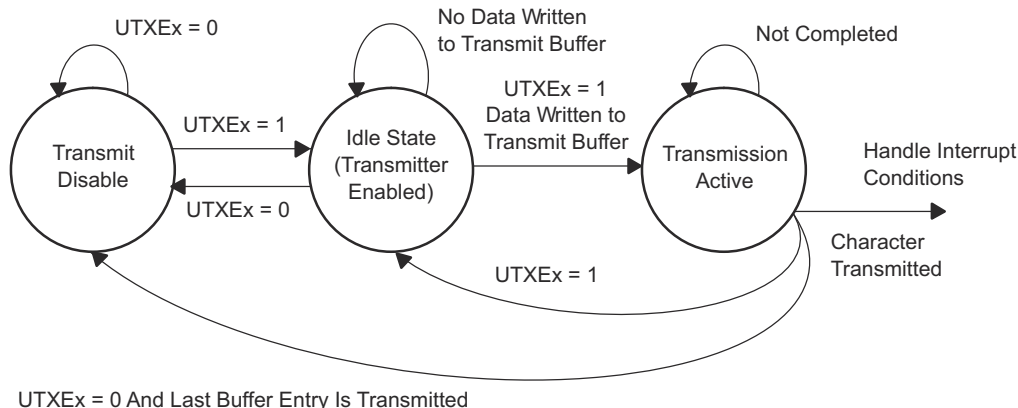 UTXEx = 0
No Data Written
to Transmit Buffer
Not Completed
UTXEx = 1
UTXEx = 1
Data Written to
Transmit Buffer
Transmit
Disable
Idle State
(Transmitter
Enabled)
Transmission
Active
Handle Interrupt
Conditions
UTXEx = 0
Character
Transmitted
UTXEx = 1
UTXEx = 0 And Last Buffer Entry Is Transmitted